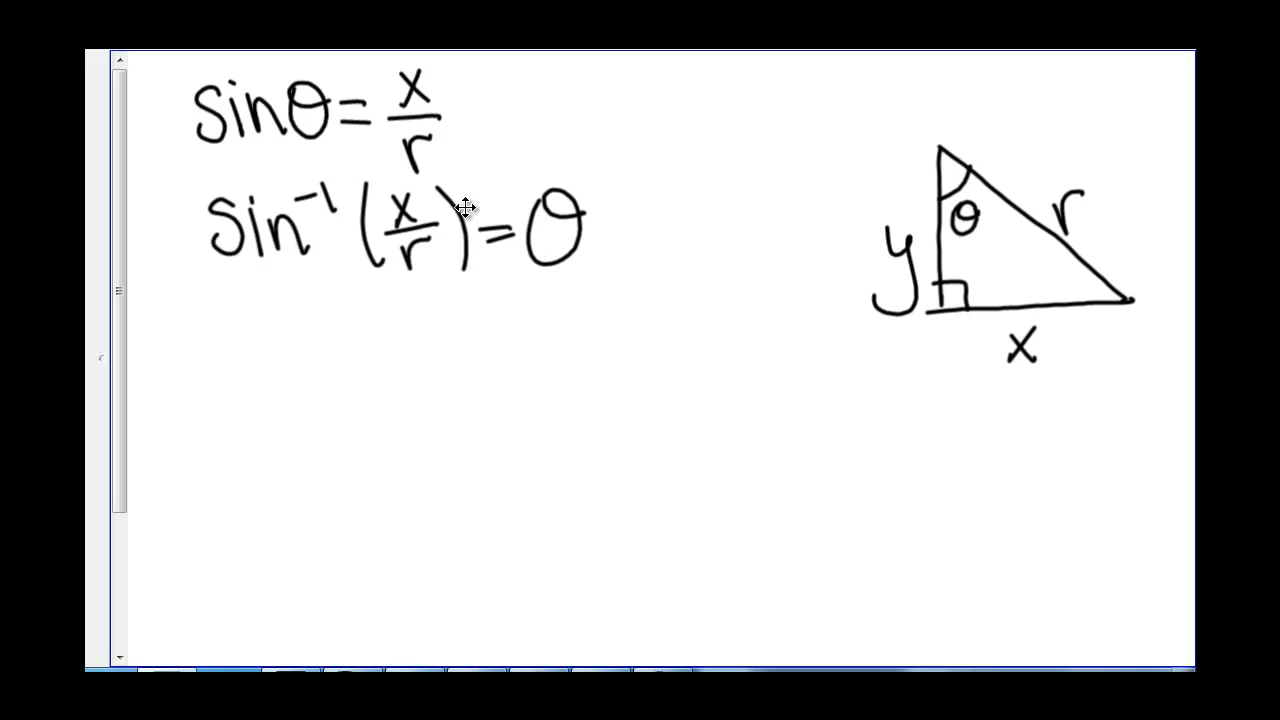 sinθ = x/r
sin⁻¹(x/r) = θ
θ
r
y
x